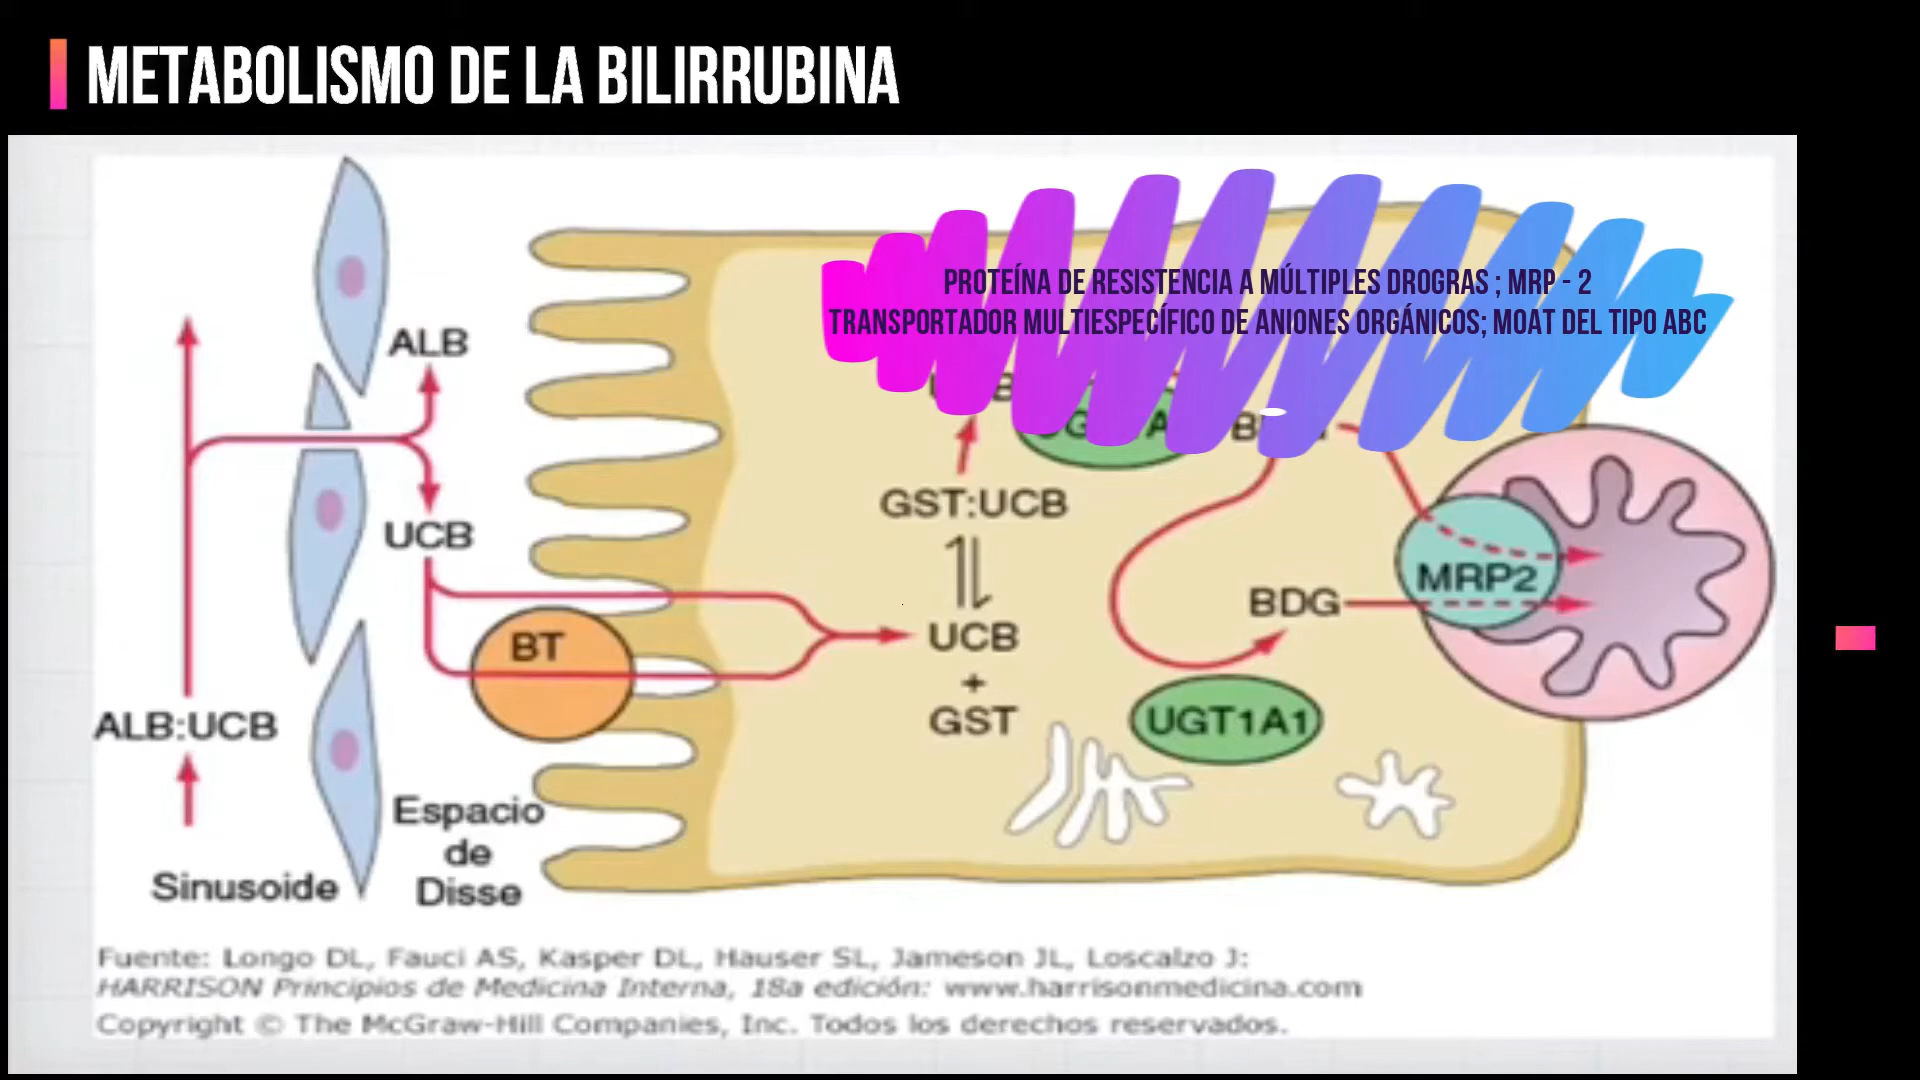 METABOLISMO DE LA BILIRRUBINA
PROTEÍNA DE RESISTENCIA A MÚLTIPLES DROGRAS ; MRP - 2
TRANSPORTADOR MULTIESPECÍFICO DE ANIONES ORGÁNICOS; MOAT DEL TIPO ABC
ALB
GST:UCB
UCB
BDG
MRP2
UCB
BT
+
GST
UGT1A1
ALB:UCB
Espacio
de
Disse
Sinusoide
Fuente: Longo DL, Fauci AS, Kasper DL, Hauser SL, Jameson JL, Loscalzo J:
HARRISON Principios de Medicina Interna, 18a edición: www.harrisonmedicina.com
Copyright © The McGraw-Hill Companies, Inc. Todos los derechos reservados.